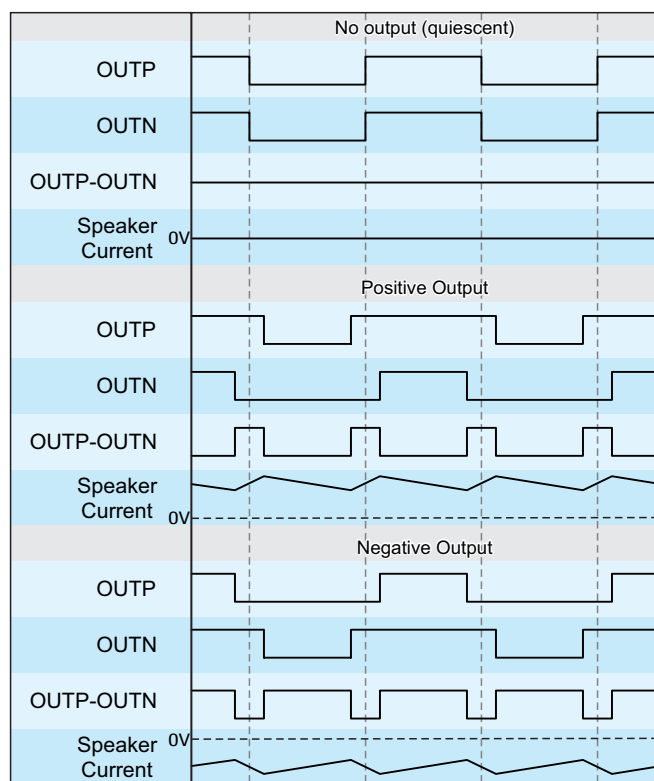 No output (quiescent)
OUTP
OUTN
OUTP-OUTN
Speaker
Current 0V
Positive Output
OUTP
OUTN
OUTP-OUTN
Speaker
Current 0V
Negative Output
OUTP
OUTN
OUTP-OUTN
0V
Speaker
Current